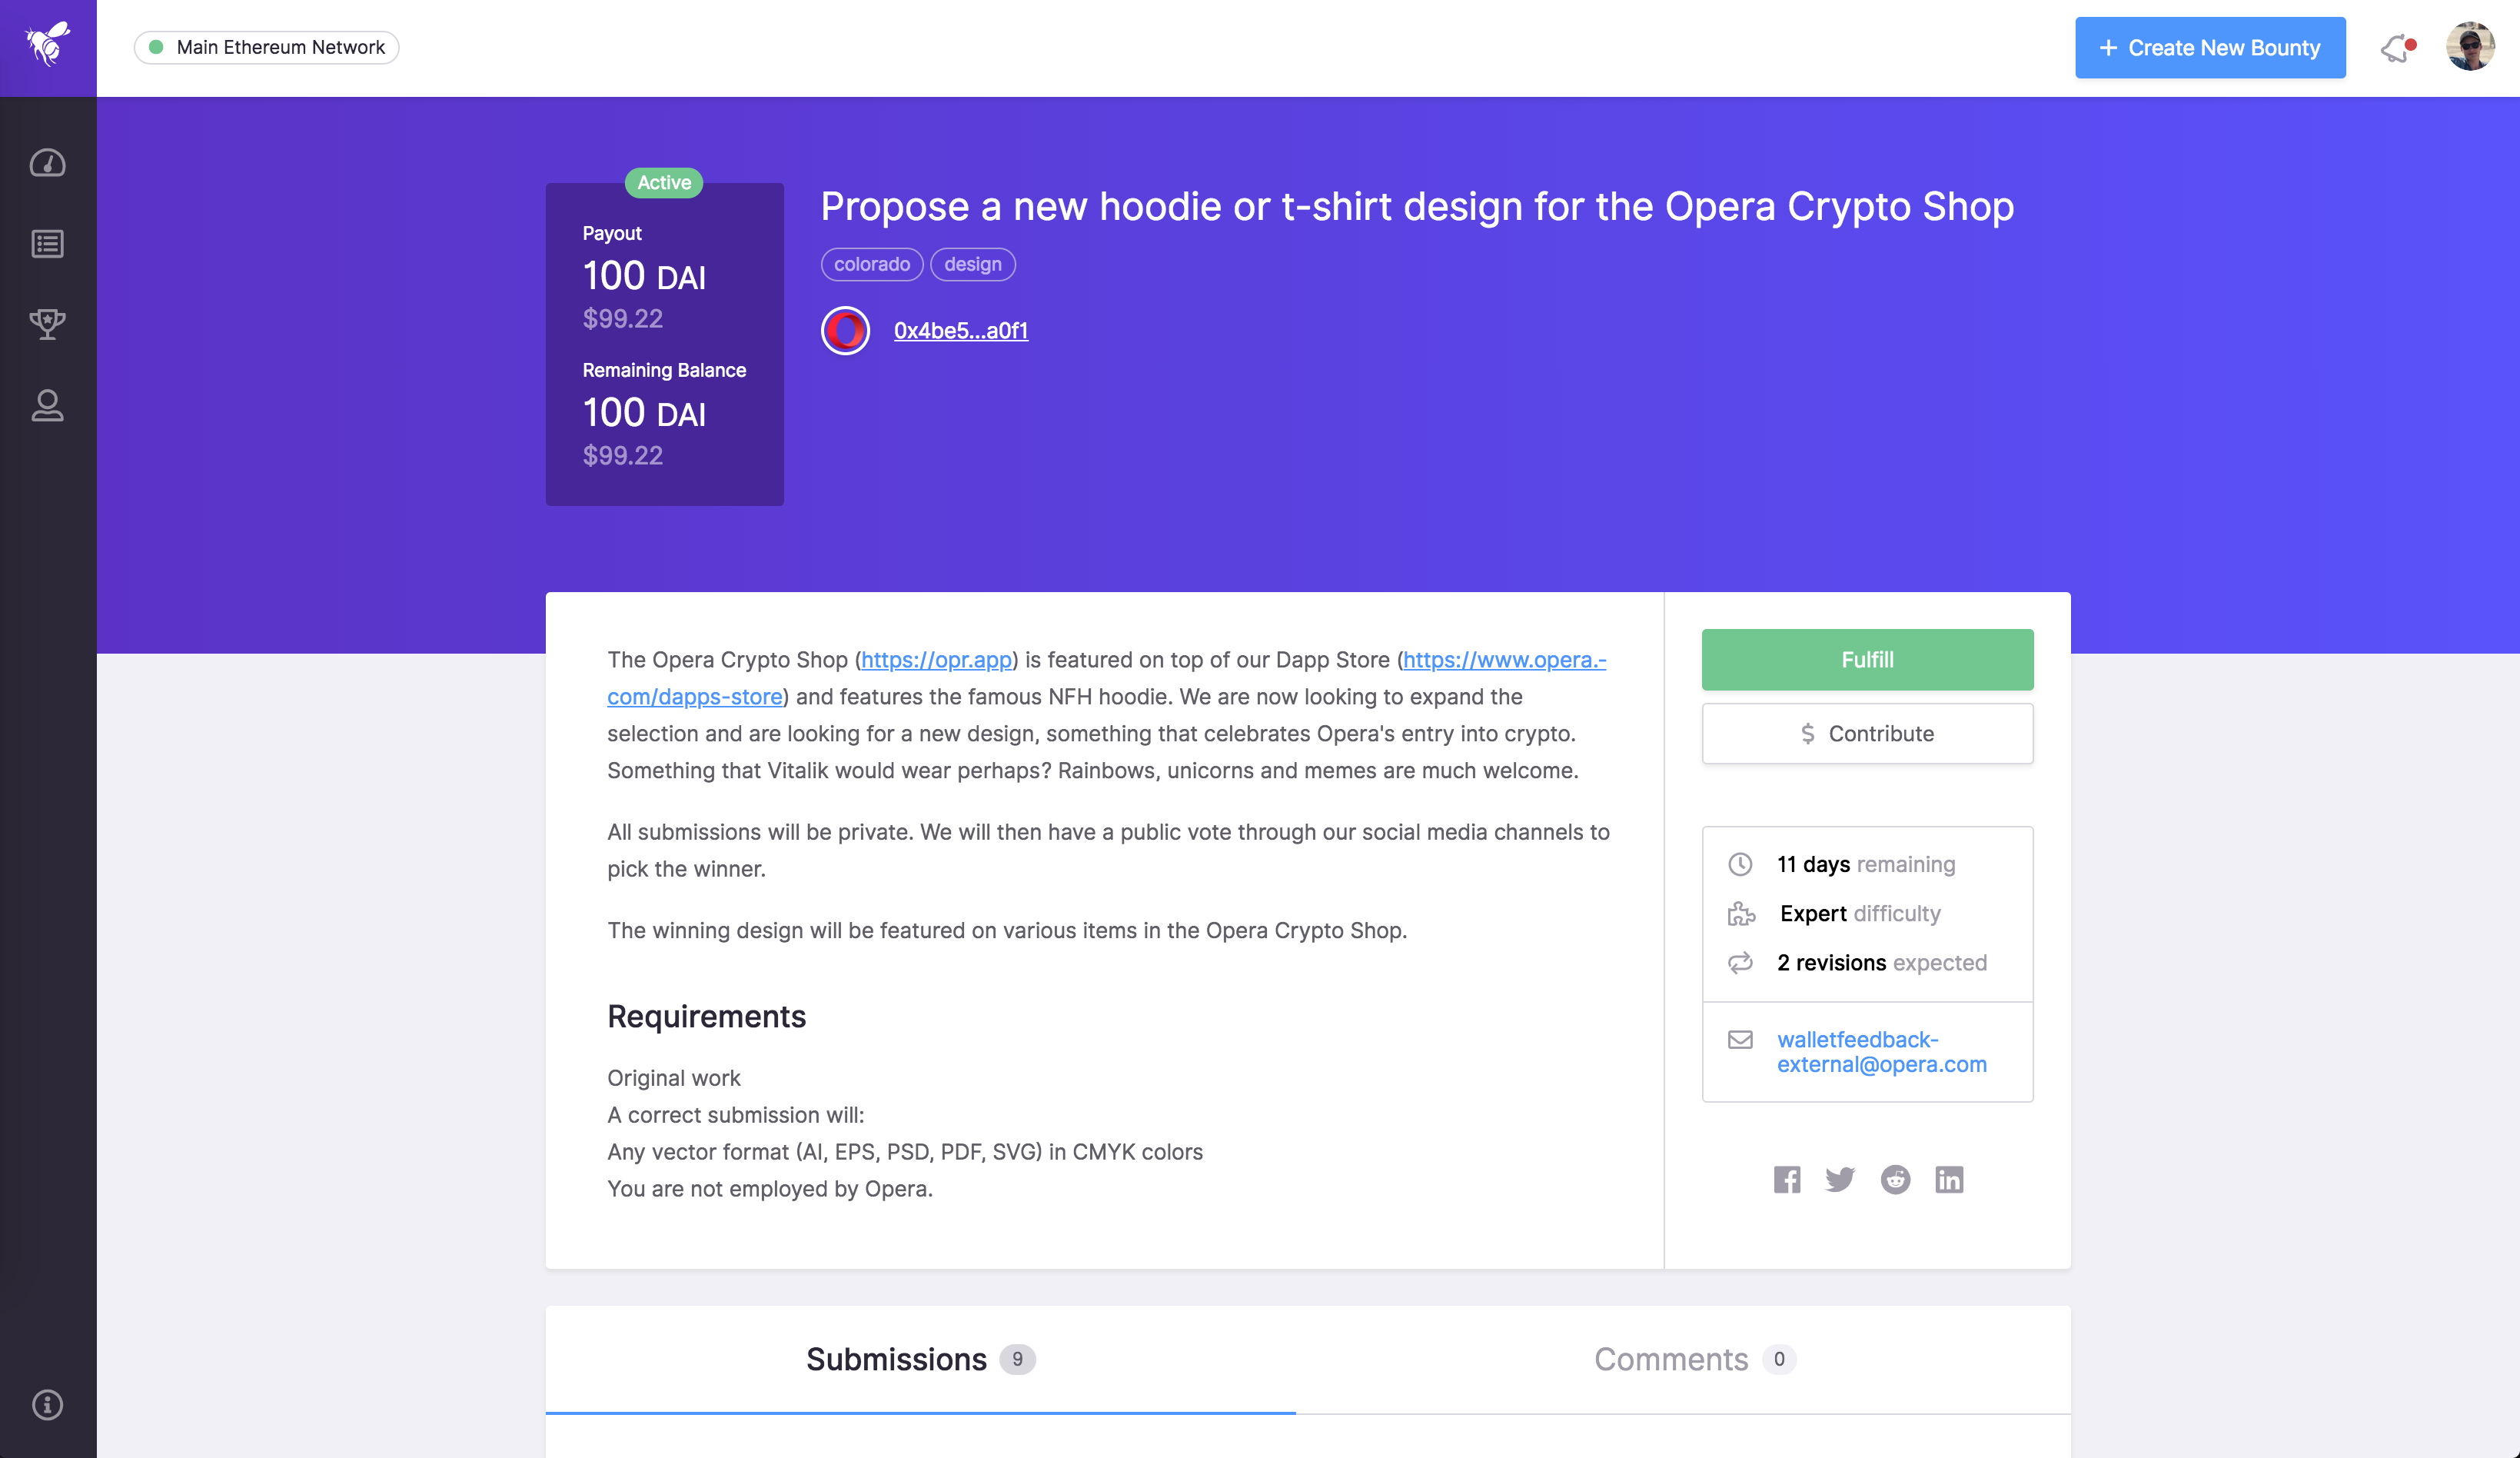 Main Ethereum Network
+ Create New Bounty
Active
Payout
100 DAI
$99.22
Remaining Balance
100 DAI
$99.22
Propose a new hoodie or t-shirt design for the Opera Crypto Shop
colorado
design
0x4be5...a0f1
The Opera Crypto Shop (https://opr.app) is featured on top of our Dapp Store (https://www.opera.-
com/dapps-store) and features the famous NFH hoodie. We are now looking to expand the
selection and are looking for a new design, something that celebrates Opera's entry into crypto.
Something that Vitalik would wear perhaps? Rainbows, unicorns and memes are much welcome.
All submissions will be private. We will then have a public vote through our social media channels to
pick the winner.
The winning design will be featured on various items in the Opera Crypto Shop.
Requirements
Original work
A correct submission will:
Any vector format (AI, EPS, PSD, PDF, SVG) in CMYK colors
You are not employed by Opera.
Fulfill
$ Contribute
11 days remaining
Expert difficulty
2 revisions expected
walletfeedback-
external@opera.com
Submissions 9
Comments 0